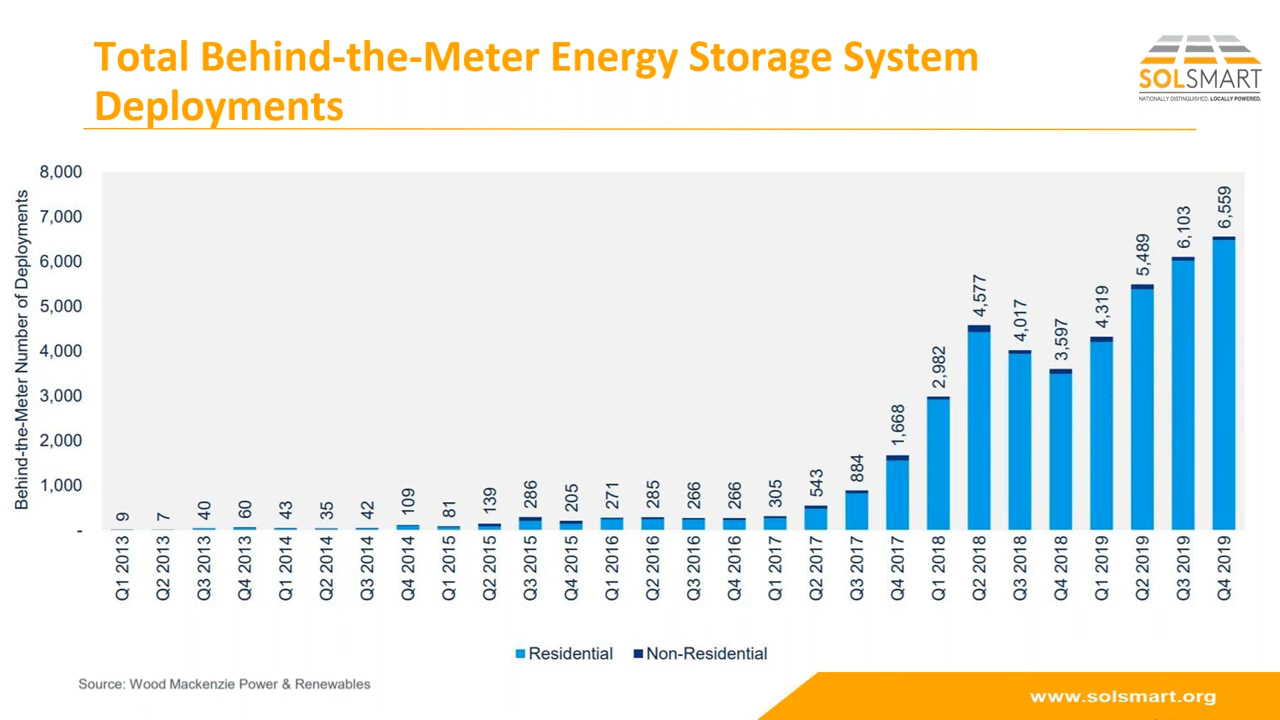 Total Behind-the-Meter Energy Storage System
Deployments
SOLSMART
NATIONALLY DISTINGUISHED. LOCALLY POWERED.
Behind-the-Meter Number of Deployments
8,000
7,000
6,000
5,000
4,000
3,000
2,000
1,000
-
9
7
40
60
43
35
42
109
81
139
286
205
271
285
266
266
305
543
884
1,668
2,982
4,577
4,017
3,597
4,319
5,489
6,103
6,559
Q1 2013
Q2 2013
Q3 2013
Q4 2013
Q1 2014
Q2 2014
Q3 2014
Q4 2014
Q1 2015
Q2 2015
Q3 2015
Q4 2015
Q1 2016
Q2 2016
Q3 2016
Q4 2016
Q1 2017
Q2 2017
Q3 2017
Q4 2017
Q1 2018
Q2 2018
Q3 2018
Q4 2018
Q1 2019
Q2 2019
Q3 2019
Q4 2019
Residential
Non-Residential
Source: Wood Mackenzie Power & Renewables
www.solsmart.org